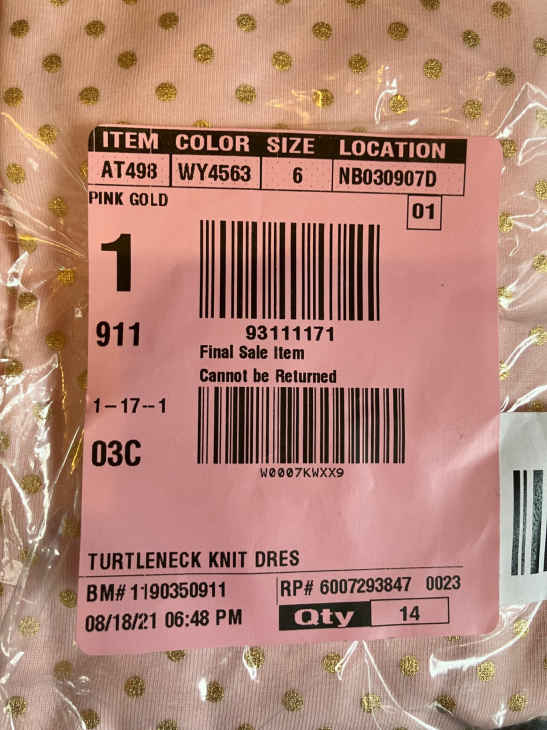 ITEM COLOR SIZE LOCATION
AT498 WY4563 6 NB030907D
PINK GOLD 01
1
911 93111171
Final Sale Item
Cannot be Returned
1-17--1
03C
W0007KWXX9
TURTLENECK KNIT DRES
BM# 1190350911 RP# 6007293847 0023
08/18/21 06:48 PM Qty 14